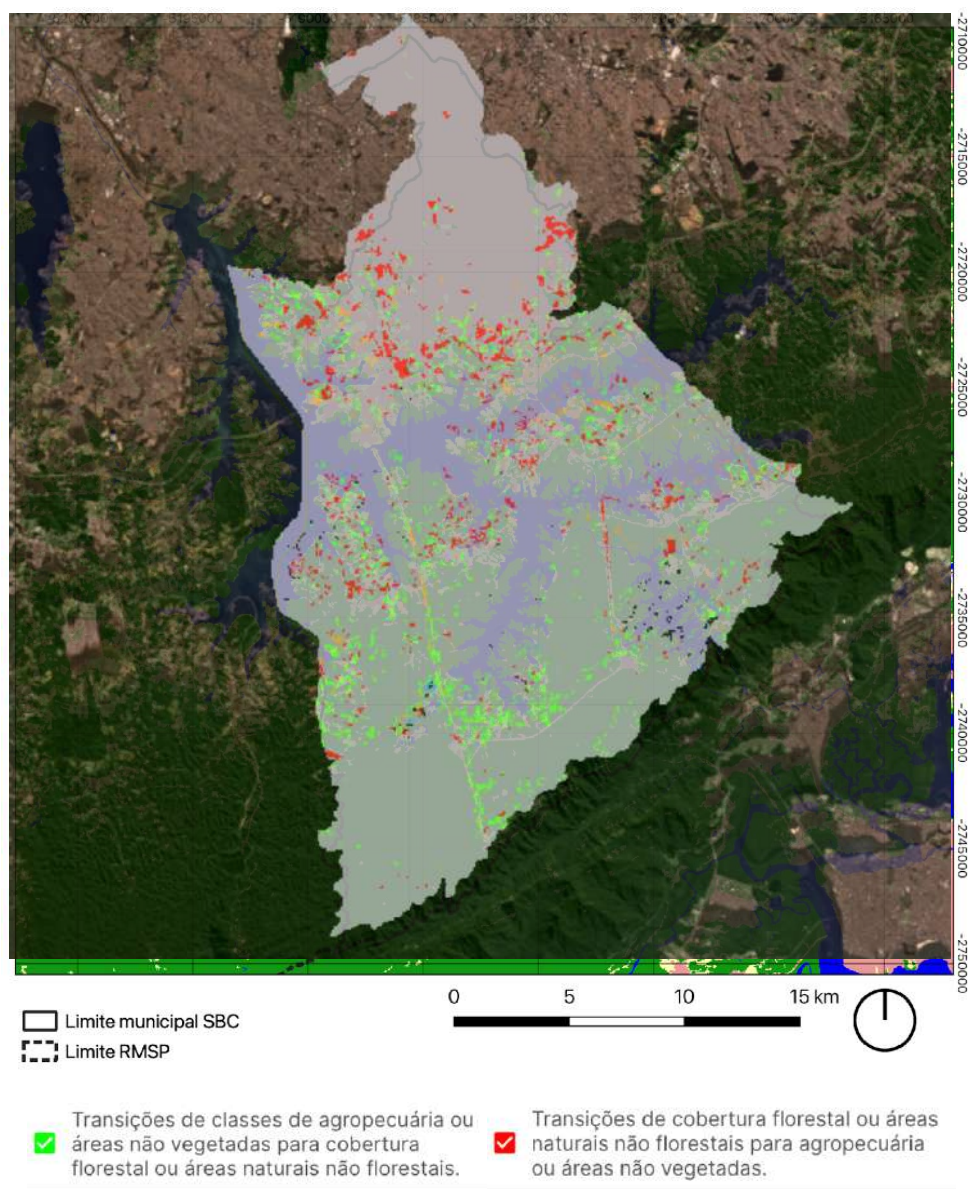 -2710000
-2715000
-2720000
-2725000
-2730000
-2735000
-2740000
-2745000
-2750000
0 5 10 15 km
Limite municipal SBC
Limite RMSP
Transições de classes de agropecuária ou
áreas não vegetadas para cobertura
florestal ou áreas naturais não florestais.
Transições de cobertura florestal ou áreas
naturais não florestais para agropecuária
ou áreas não vegetadas.